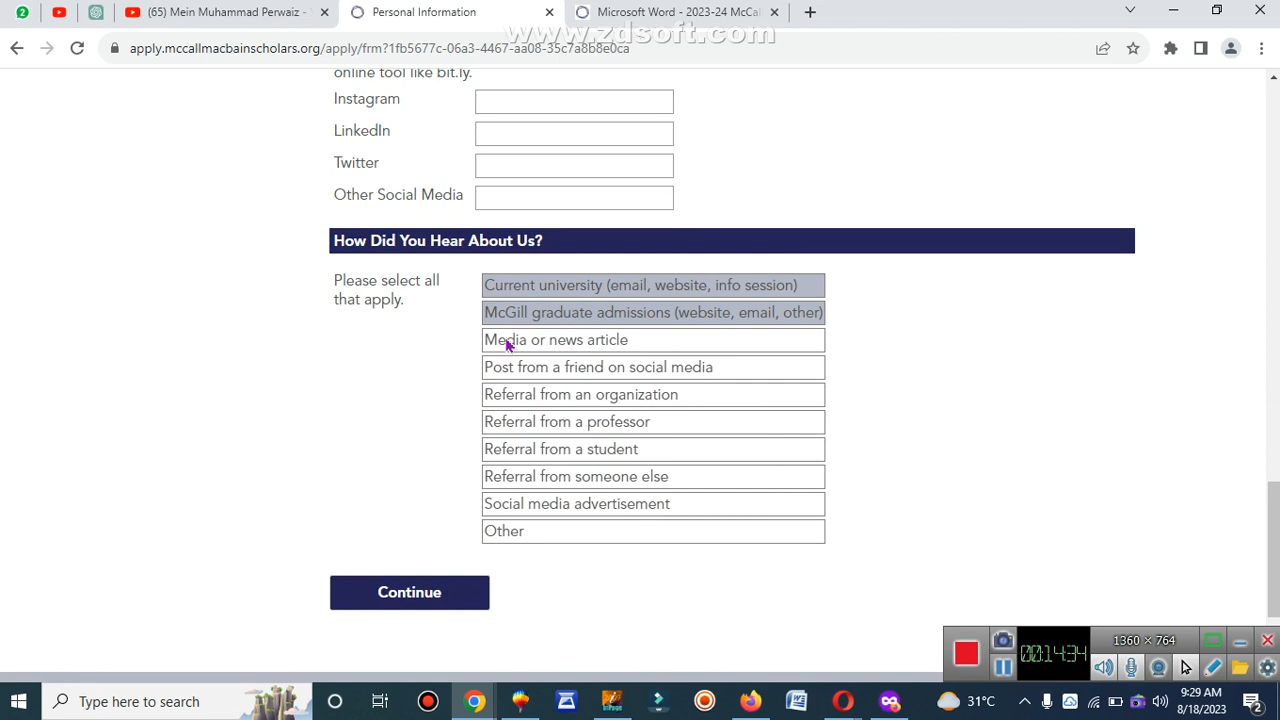 2
(65) Mein Muhammad Perwaiz -
Personal Information
Microsoft Word - 2023-24 McCa
www.zdsoft.com
apply.mccallmacbainscholars.org/apply/frm?1fb5677c-06a3-4467-aa08-35c7a8b8e0ca
online tool like bit.ly.
Instagram
LinkedIn
Twitter
Other Social Media
How Did You Hear About Us?
Please select all
that apply.
Current university (email, website, info session)
McGill graduate admissions (website, email, other)
Media or news article
Post from a friend on social media
Referral from an organization
Referral from a professor
Referral from a student
Referral from someone else
Social media advertisement
Other
Continue
00:14:34
1360 × 764
Type here to search
31°C
9:29 AM
8/18/2023
2